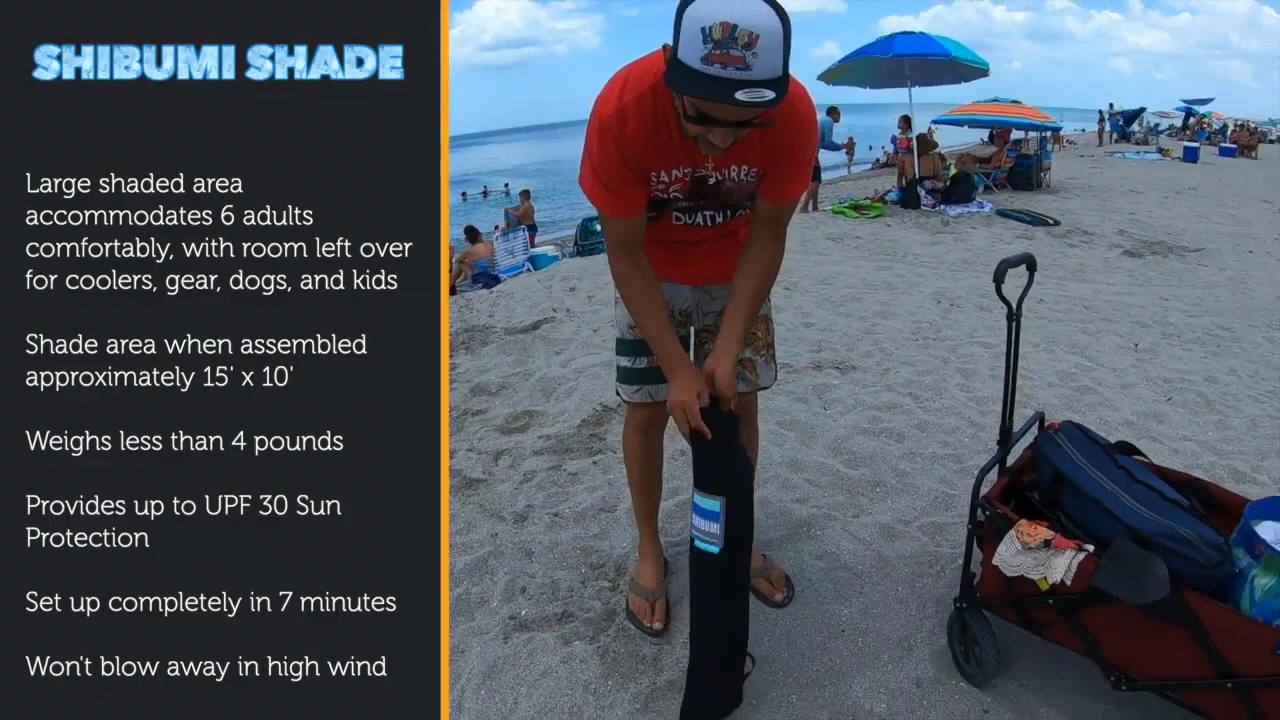 SHIBUMI SHADE
Large shaded area
accommodates 6 adults
comfortably, with room left over
for coolers, gear, dogs, and kids
Shade area when assembled
approximately 15' x 10'
Weighs less than 4 pounds
Provides up to UPF 30 Sun
Protection
Set up completely in 7 minutes
Won't blow away in high wind
HURLEY
SHIBUMI